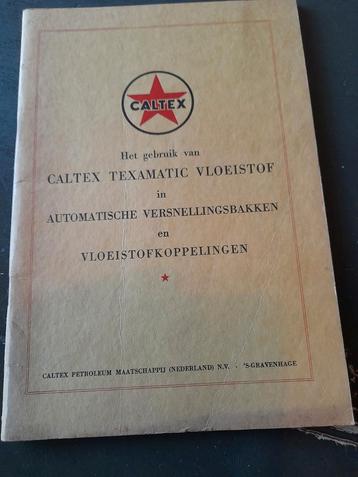 CALTEX
Het gebruik van
CALTEX TEXAMATIC VLOEISTOF
in
AUTOMATISCHE VERSNELLINGSBAKKEN
en
VLOEISTOFKOPPELINGEN
CALTEX PETROLEUM MAATSCHAPPIJ (NEDERLAND) N.V. - 'S-GRAVENHAGE